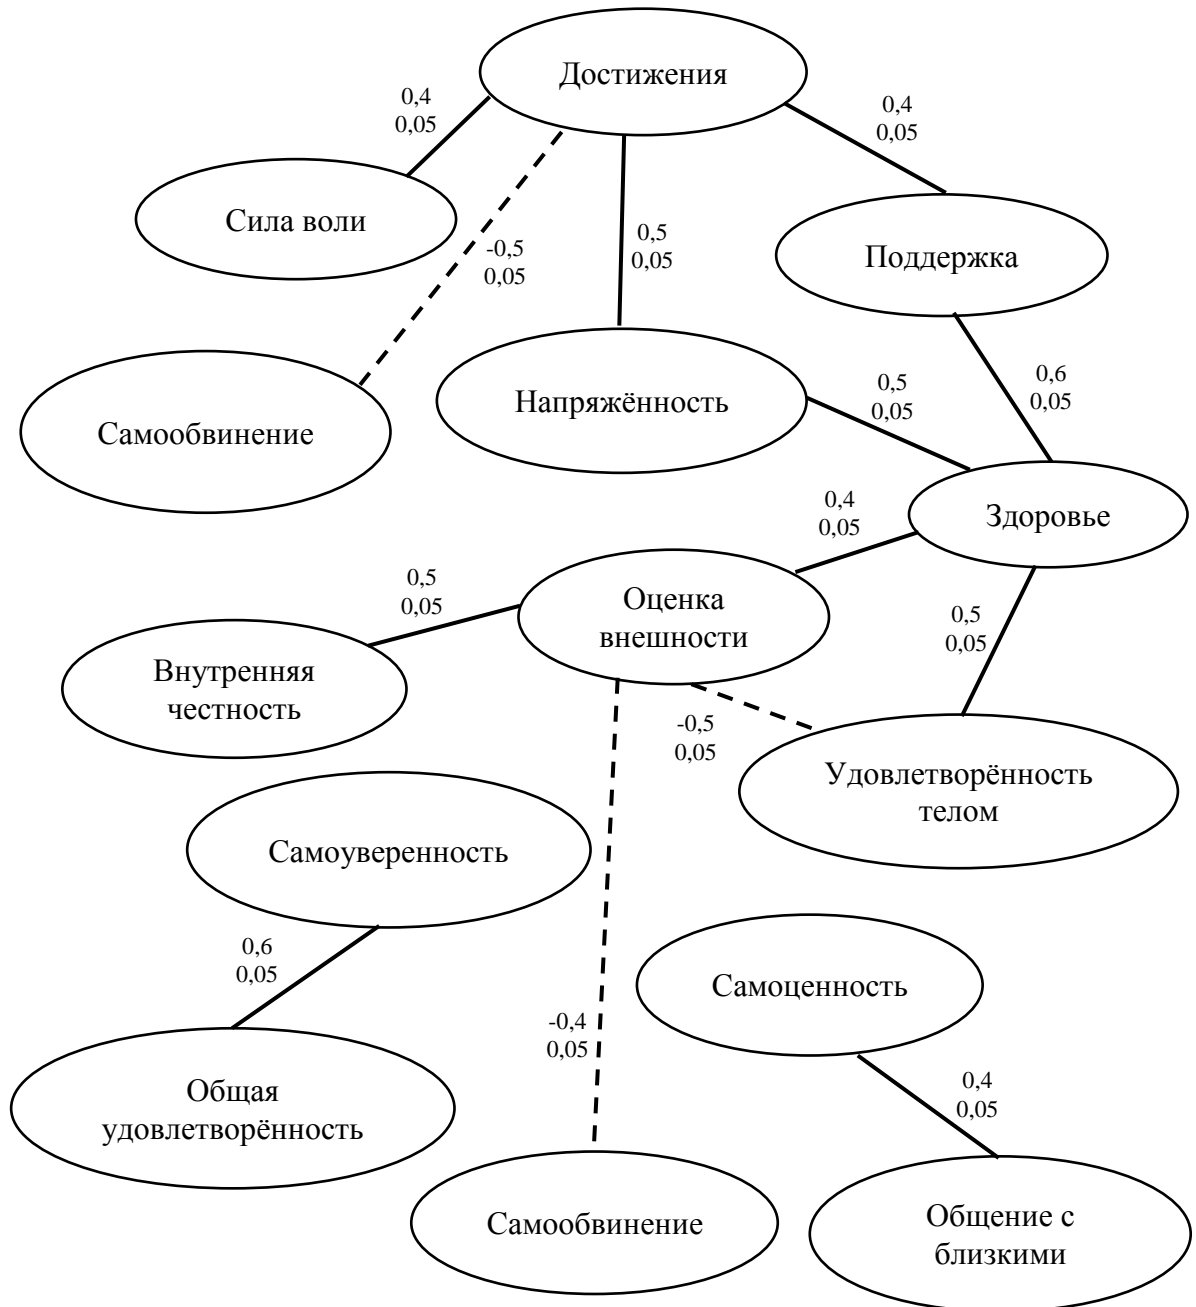 Достижения
0,4
0,05
0,4
0,05
Сила воли
-0,5
0,05
0,5
0,05
Поддержка
Самообвинение
Напряжённость
0,5
0,05
0,6
0,05
0,4
0,05
Здоровье
0,5
0,05
Оценка
внешности
0,5
0,05
Внутренняя
честность
-0,5
0,05
Удовлетворённость
телом
Самоуверенность
0,6
0,05
Самоценность
-0,4
0,05
0,4
0,05
Общая
удовлетворённость
Самообвинение
Общение с
близкими